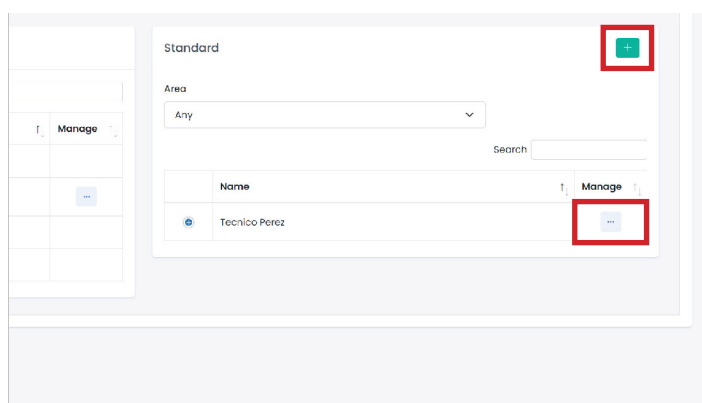 Standard
+
Area
Any
Search
Manage
Name
Manage
...
Tecnico Perez
...